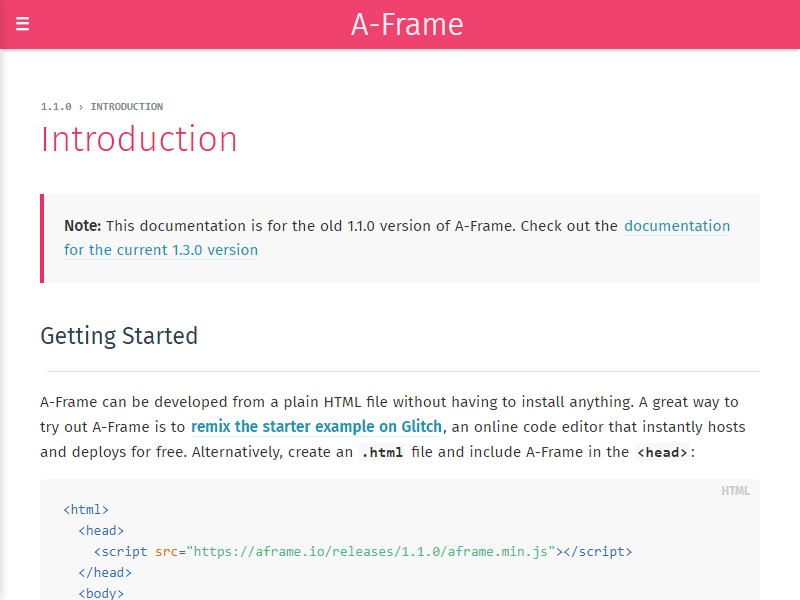 ☰ A-Frame
1.1.0 › INTRODUCTION
Introduction
Note: This documentation is for the old 1.1.0 version of A-Frame. Check out the documentation
for the current 1.3.0 version
Getting Started
A-Frame can be developed from a plain HTML file without having to install anything. A great way to
try out A-Frame is to remix the starter example on Glitch, an online code editor that instantly hosts
and deploys for free. Alternatively, create an .html file and include A-Frame in the <head>:
HTML
<html>
  <head>
    <script src="https://aframe.io/releases/1.1.0/aframe.min.js"></script>
  </head>
  <body>